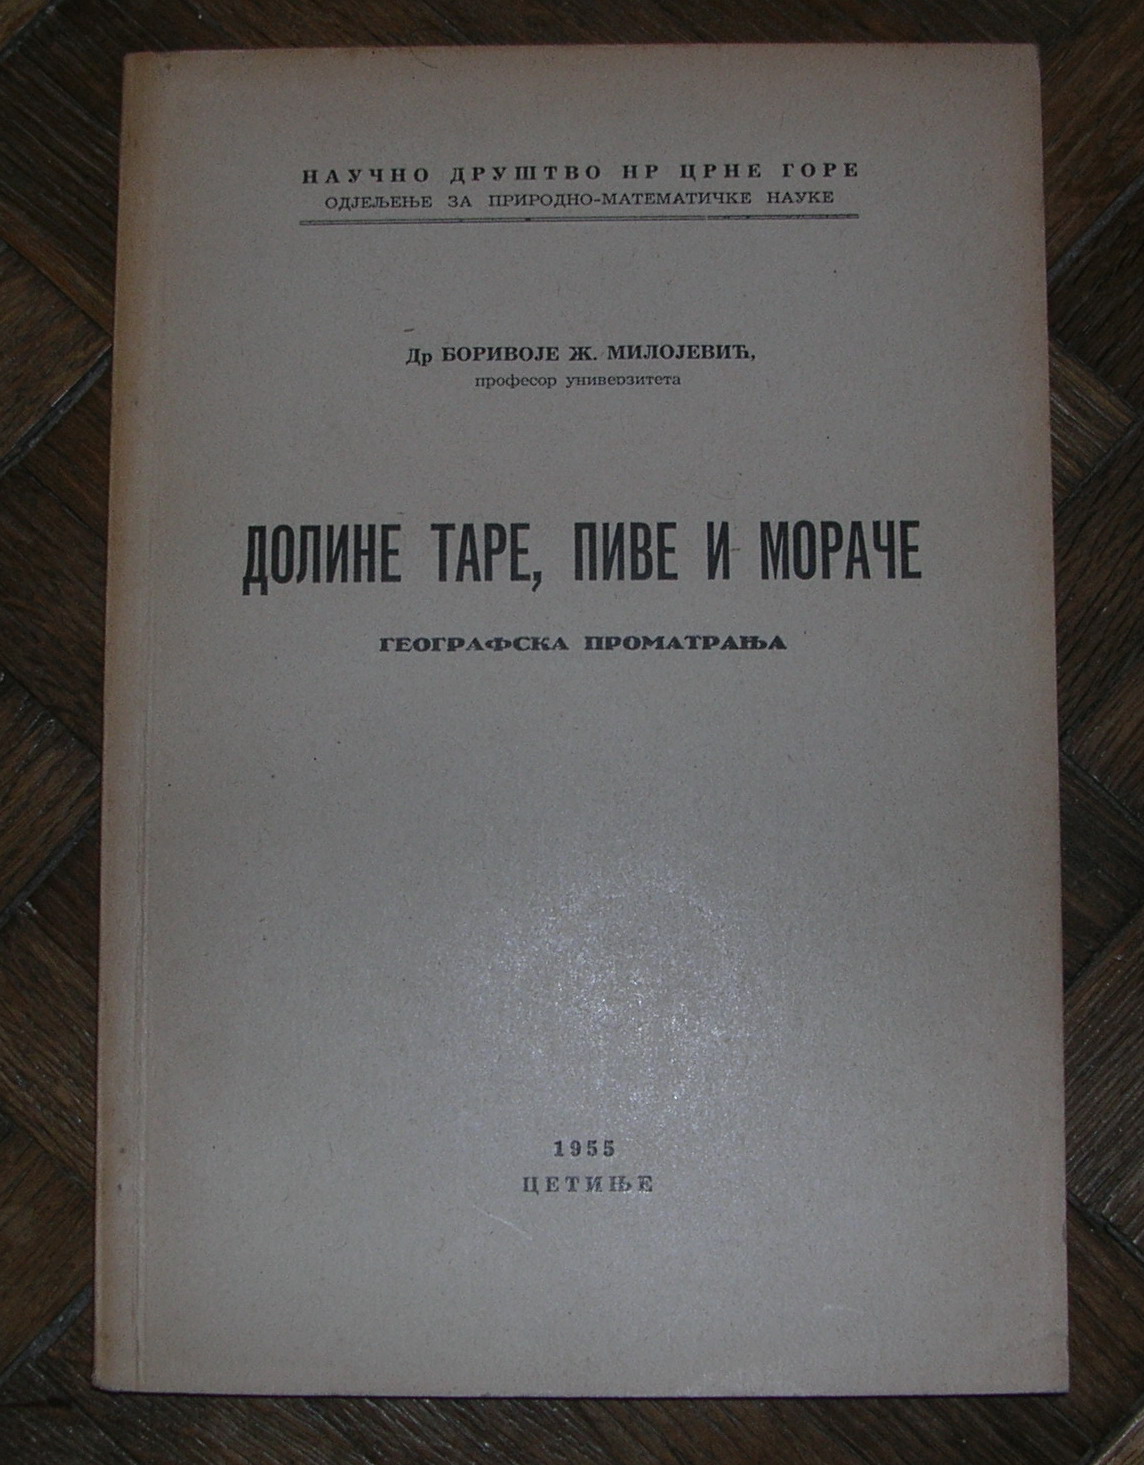 НАУЧНО ДРУШТВО НР ЦРНЕ ГОРЕ
ОДЈЕЉЕЊЕ ЗА ПРИРОДНО-МАТЕМАТИЧКЕ НАУКЕ
Др БОРИВОЈЕ Ж. МИЛОЈЕВИЋ,
професор универзитета
ДОЛИНЕ ТАРЕ, ПИВЕ И МОРАЧЕ
ГЕОГРАФСКА ПРОМАТРАЊА
1955
ЦЕТИЊЕ